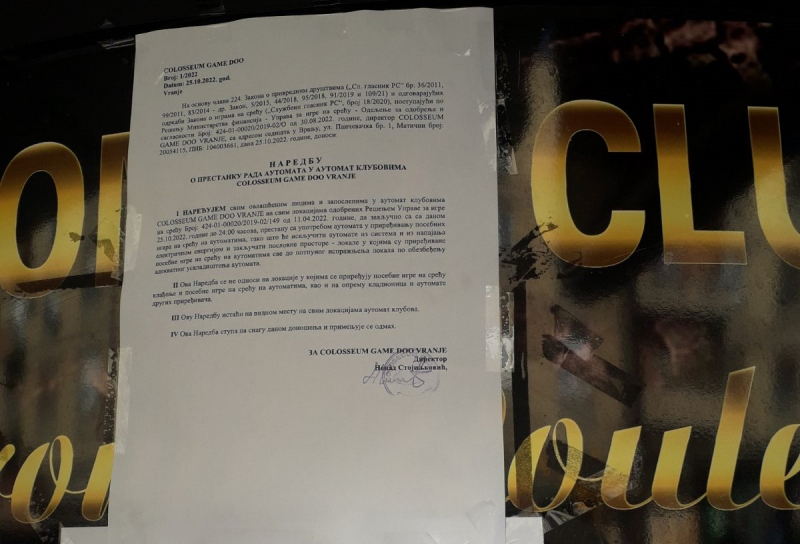 COLOSSEUM GAME DOO
Број: 1/2022
Датум: 25.10.2022. год.
Врање
На основу члана 224. Закона о привредним друштвима („Сл. гласник РС" бр. 36/2011,
99/2011, 83/2014 - др. Закон, 5/2015, 44/2018, 95/2018, 91/2019 и 109/21) и одговарајућих
одредби Закона о играма на срећу („Службени гласник РС", број 18/2020), поступајући по
Решењу Министарства финансија - Управа за игре на срећу - Одељење за одобрења и
сагласности Број: 424-01-00020/2019-02/О од 30.08.2022. године, директор COLOSSEUM
GAME DOO VRANJE, са адресом седишта у Врању, ул. Панчевачка бр. 1, Матични број:
20034115, ПИБ: 104003661, дана 25.10.2022. године, доноси
НАРЕДБУ
О ПРЕСТАНКУ РАДА АУТОМАТА У АУТОМАТ КЛУБОВИМА
COLOSSEUM GAME DOO VRANJE
I НАРЕЂУЈЕМ свим овлашћеним лицима и запосленима у аутомат клубовима
COLOSSEUM GAME DOO VRANJE на свим локацијама одобрених Решењем Управе за игре
на срећу Број: 424-01-00020/2019-02/149 од 11.04.2022. године, да закључно са са даном
25.10.2022. године до 24:00 часова, престану са употребом аутомата у приређивању посебних
игара на срећу на аутоматима, тако што ће искључити аутомате из система и из напајања
електричном енергијом и закључати пословне просторе - локале у којима су приређиване
посебне игре на срећу на аутоматима све до потпуног испражњења локала по обезбеђењу
адекватног ускладиштења аутомата.
II Ова Наредба се не односи на локације у којима се приређују посебне игре на срећу
клађење и посебне игре на срећу на аутоматима, као и на опрему кладионица и аутомате
других приређивача.
III Ову Наредбу истаћи на видном месту на свим локацијама аутомат клубова.
IV Ова Наредба ступа на снагу даном доношења и примењује се одмах.
ЗА COLOSSEUM GAME DOO VRANJE
Директор
Ненад Стојиљковић,
CLU
oule